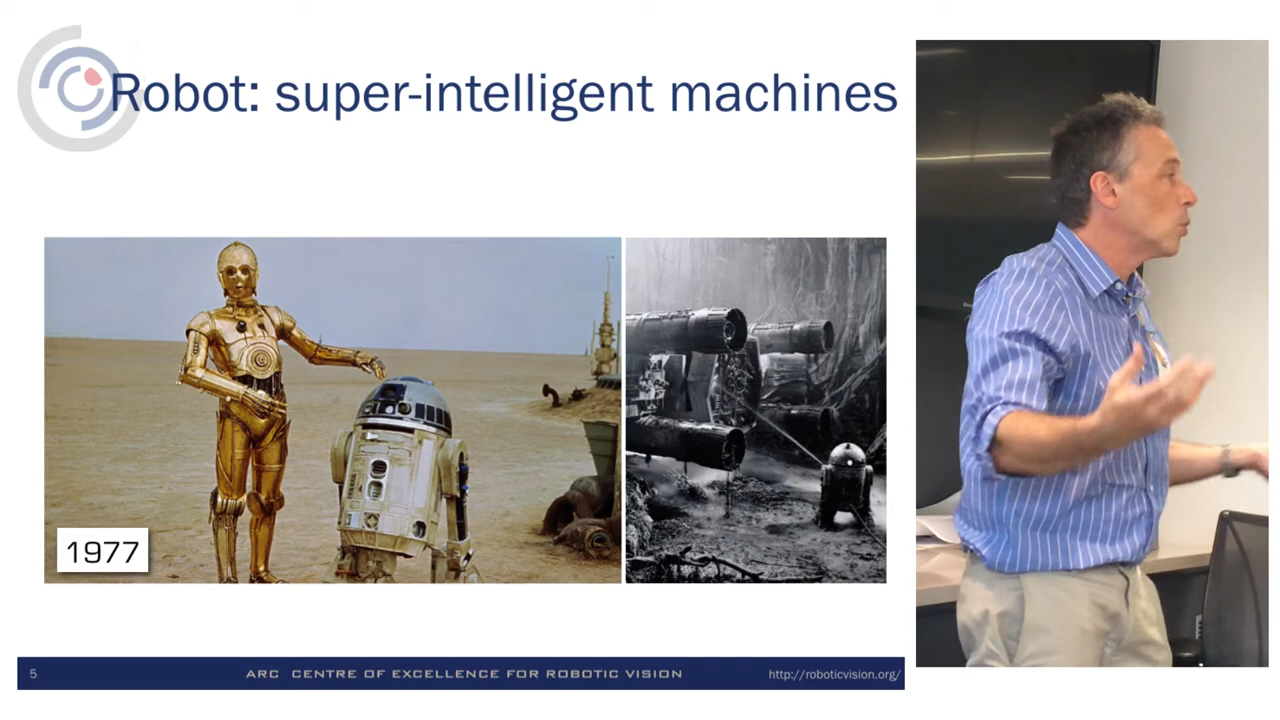 Robot: super-intelligent machines
1977
5
ARC CENTRE OF EXCELLENCE FOR ROBOTIC VISION
http://roboticvision.org/